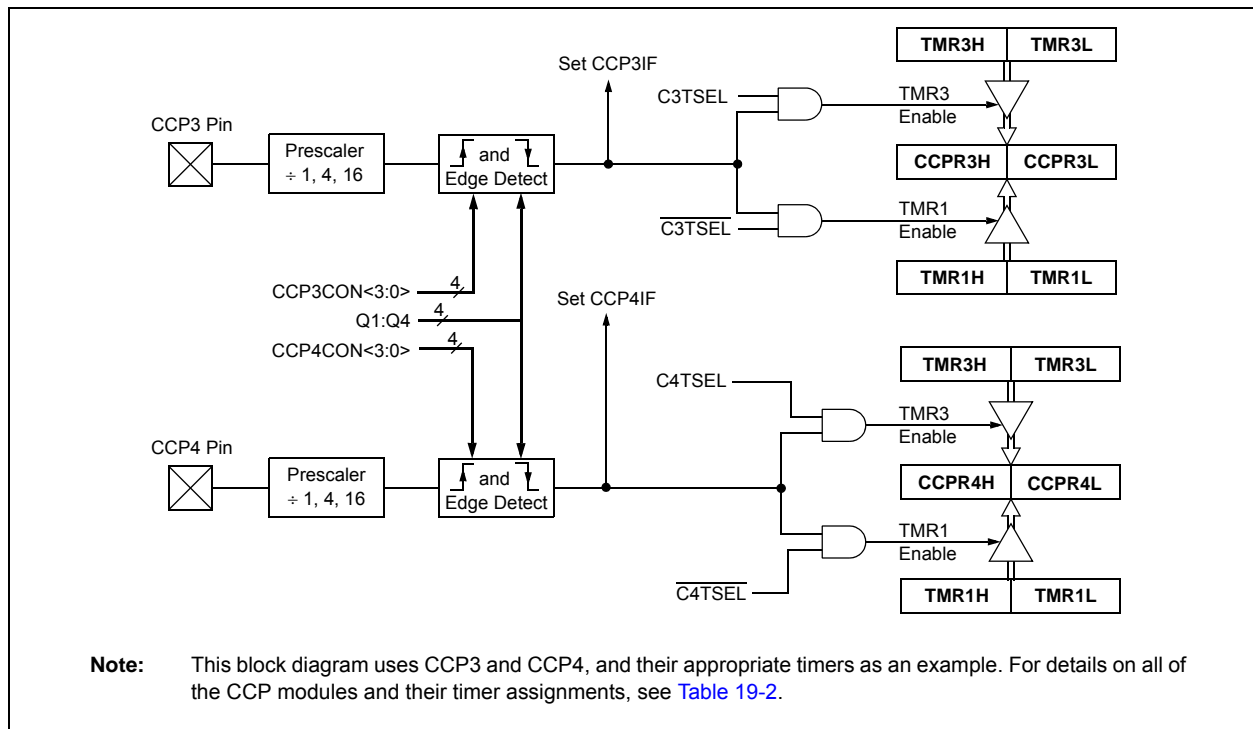 TMR3H TMR3L
Set CCP3IF
C3TSEL
TMR3
Enable
CCP3 Pin
Prescaler
÷ 1, 4, 16
and
Edge Detect
CCPR3H CCPR3L
C3TSEL
TMR1
Enable
TMR1H TMR1L
CCP3CON<3:0> 4
Q1:Q4 4
CCP4CON<3:0> 4
Set CCP4IF
TMR3H TMR3L
C4TSEL
TMR3
Enable
CCP4 Pin
Prescaler
÷ 1, 4, 16
and
Edge Detect
CCPR4H CCPR4L
TMR1
Enable
C4TSEL
TMR1H TMR1L
Note: This block diagram uses CCP3 and CCP4, and their appropriate timers as an example. For details on all of
the CCP modules and their timer assignments, see Table 19-2.